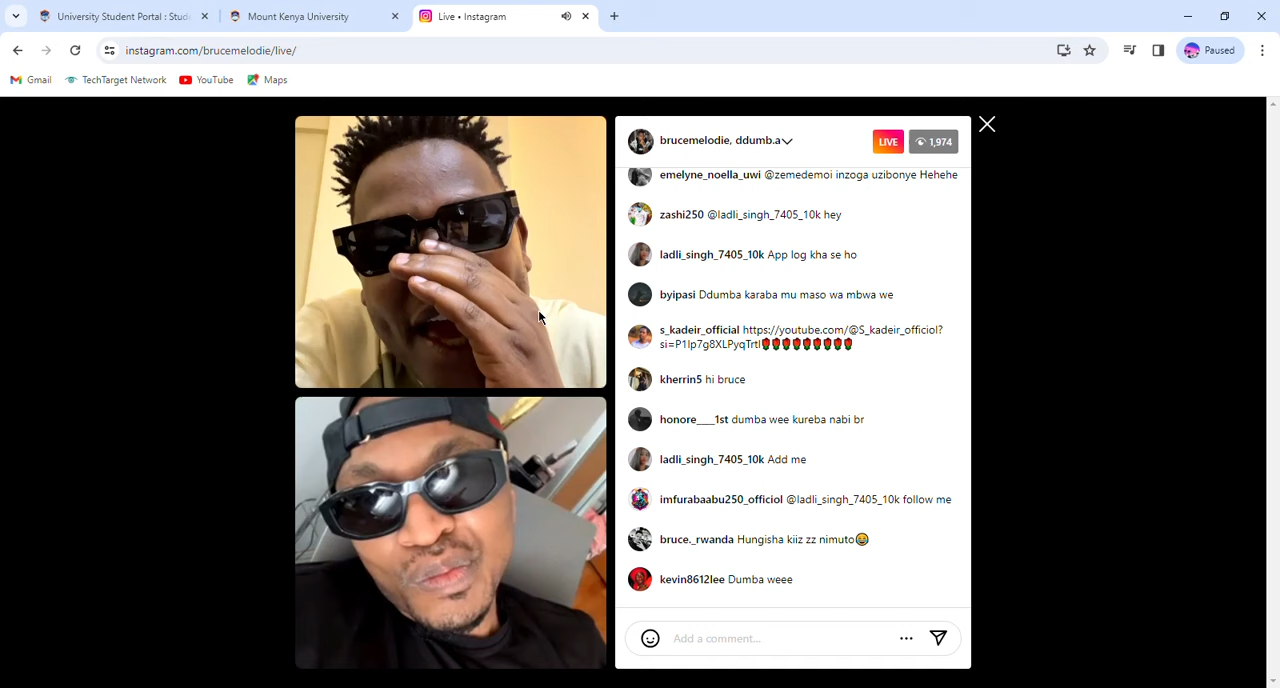 University Student Portal : Stude
Mount Kenya University
Live • Instagram
instagram.com/brucemelodie/live/
Paused
Gmail
TechTarget Network
YouTube
Maps
brucemelodie, ddumb.a
LIVE
1,974
emelyne_noella_uwi @zemedemoi inzoga uzibonye Hehehe
zashi250 @ladli_singh_7405_10k hey
ladli_singh_7405_10k App log kha se ho
byipasi Ddumba karaba mu maso wa mbwa we
s_kadeir_official https://youtube.com/@S_kadeir_officiol?
si=P1Ip7g8XLPyqTrtI🌹🌹🌹🌹🌹🌹🌹🌹🌹
kherrin5 hi bruce
honore___1st dumba wee kureba nabi br
ladli_singh_7405_10k Add me
imfurabaabu250_officiol @ladli_singh_7405_10k follow me
bruce._rwanda Hungisha kiiz zz nimuto😂
kevin8612lee Dumba weee
Add a comment...